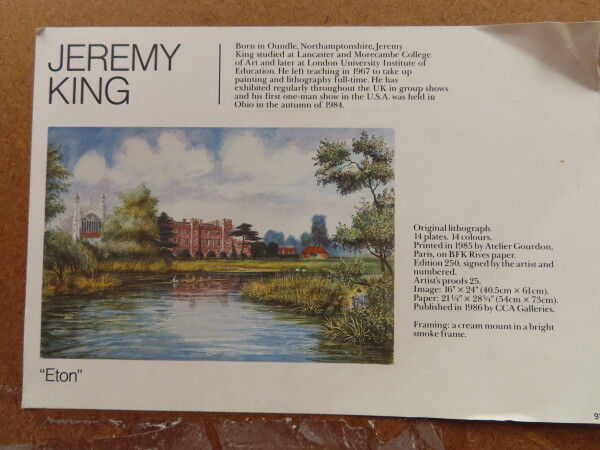 JEREMY
KING
Born in Oundle, Northamptonshire, Jeremy
King studied at Lancaster and Morecambe College
of Art and later at London University Institute of
Education. He left teaching in 1967 to take up
painting and lithography full-time. He has
exhibited regularly throughout the UK in group shows
and his first one-man show in the U.S.A. was held in
Ohio in the autumn of 1984.
Original lithograph.
14 plates. 14 colours.
Printed in 1985 by Atelier Gourdon,
Paris, on BFK Rives paper.
Edition 250, signed by the artist and
numbered.
Artist's proofs 25.
Image: 16" × 24" (40.5cm × 61cm).
Paper: 21¼" × 28¾" (54cm × 73cm).
Published in 1986 by CCA Galleries.
Framing: a cream mount in a bright
smoke frame.
"Eton"